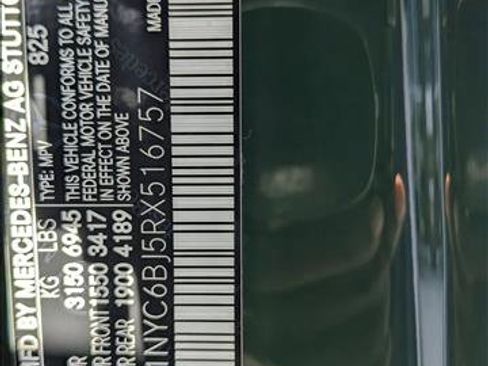 MFD BY MERCEDES-BENZ AG STUTTG
KG LBS TYPE: MPV 825
3150 6945 THIS VEHICLE CONFORMS TO ALL
R FRONT 1550 3417 FEDERAL MOTOR VEHICLE SAFETY
R REAR 1900 4189 IN EFFECT ON THE DATE OF MANU
SHOWN ABOVE
1NYC6BJ5RX516757
MADE
Mercedes